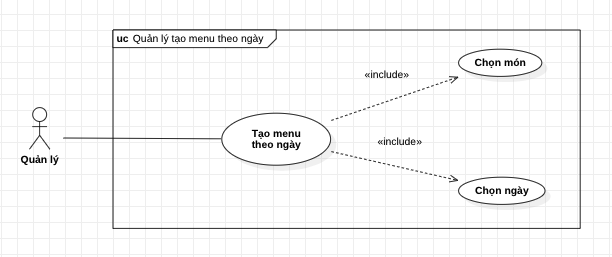 uc Quản lý tạo menu theo ngày
Chọn món
«include»
Tạo menu
theo ngày
«include»
Quản lý
Chọn ngày